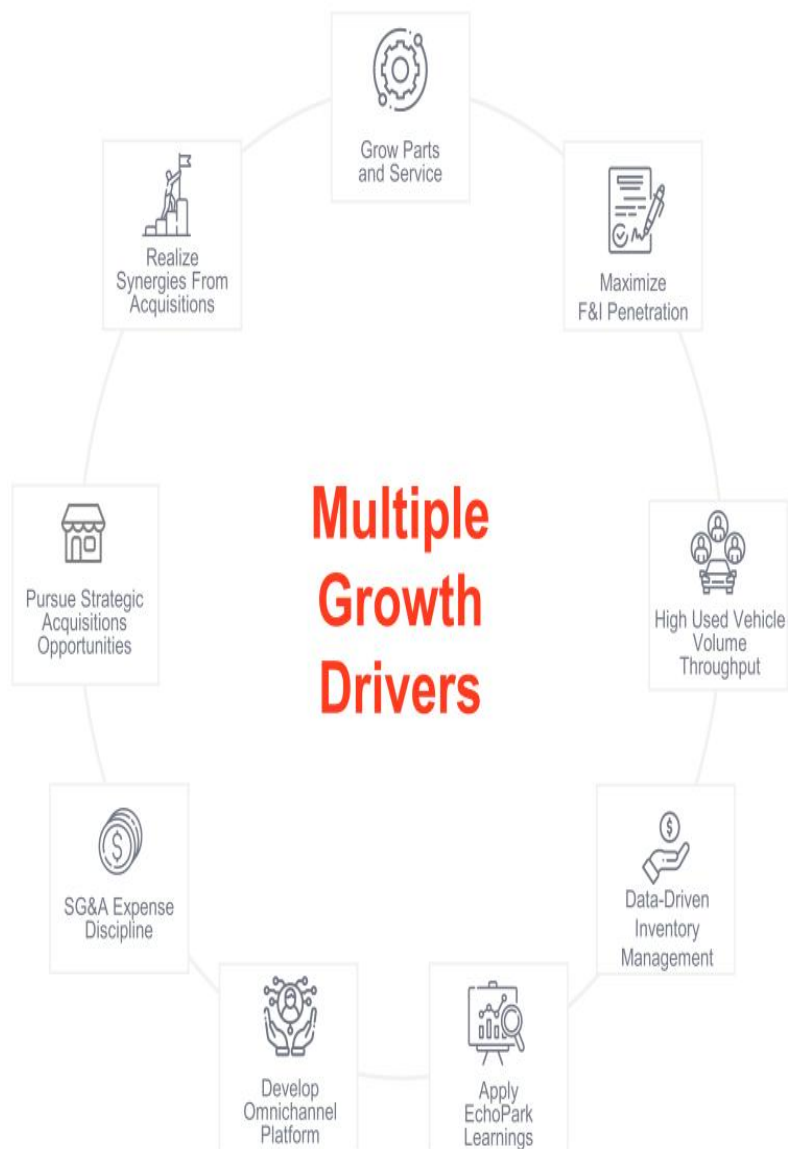 Grow Parts
and Service
Maximize
F&I Penetration
High Used Vehicle
Volume
Throughput
Data-Driven
Inventory
Management
Apply
EchoPark
Learnings
Develop
Omnichannel
Platform
SG&A Expense
Discipline
Pursue Strategic
Acquisitions
Opportunities
Realize
Synergies From
Acquisitions
Multiple
Growth
Drivers